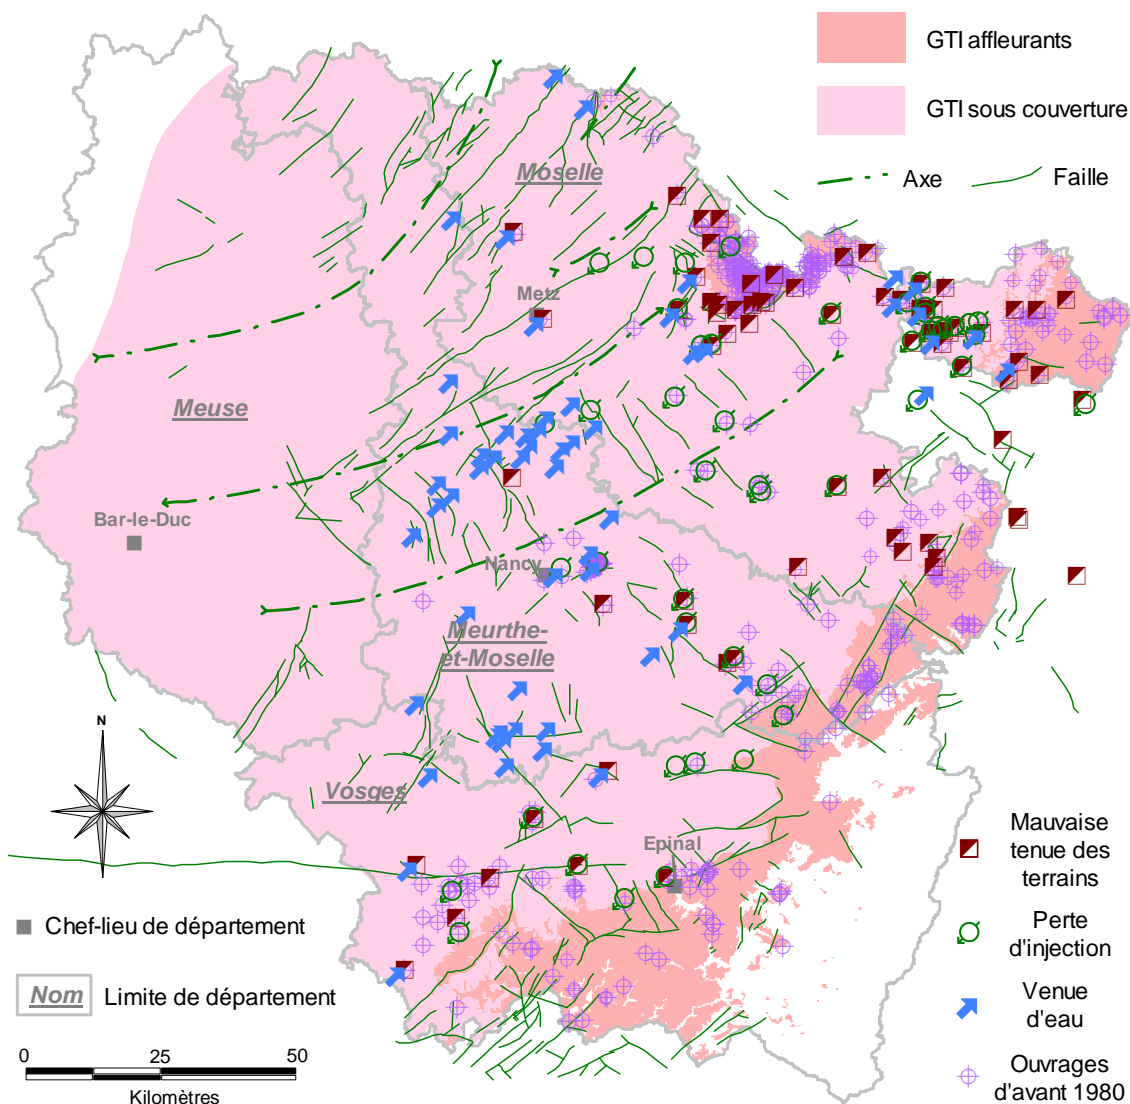 GTI affleurants
GTI sous couverture
Axe
Faille
Moselle
Metz
Meuse
Bar-le-Duc
Nancy
Meurthe-
et-Moselle
N
Vosges
Epinal
Mauvaise
tenue des
terrains
Perte
d'injection
Venue
d'eau
Ouvrages
d'avant 1980
Chef-lieu de département
Nom
Limite de département
0 25 50
Kilomètres